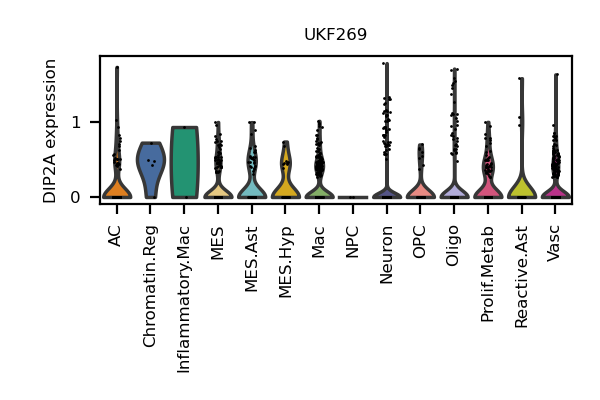 UKF269
DIP2A expression
1
0
AC
Chromatin.Reg
Inflammatory.Mac
MES
MES.Ast
MES.Hyp
Mac
NPC
Neuron
OPC
Oligo
Prolif.Metab
Reactive.Ast
Vasc